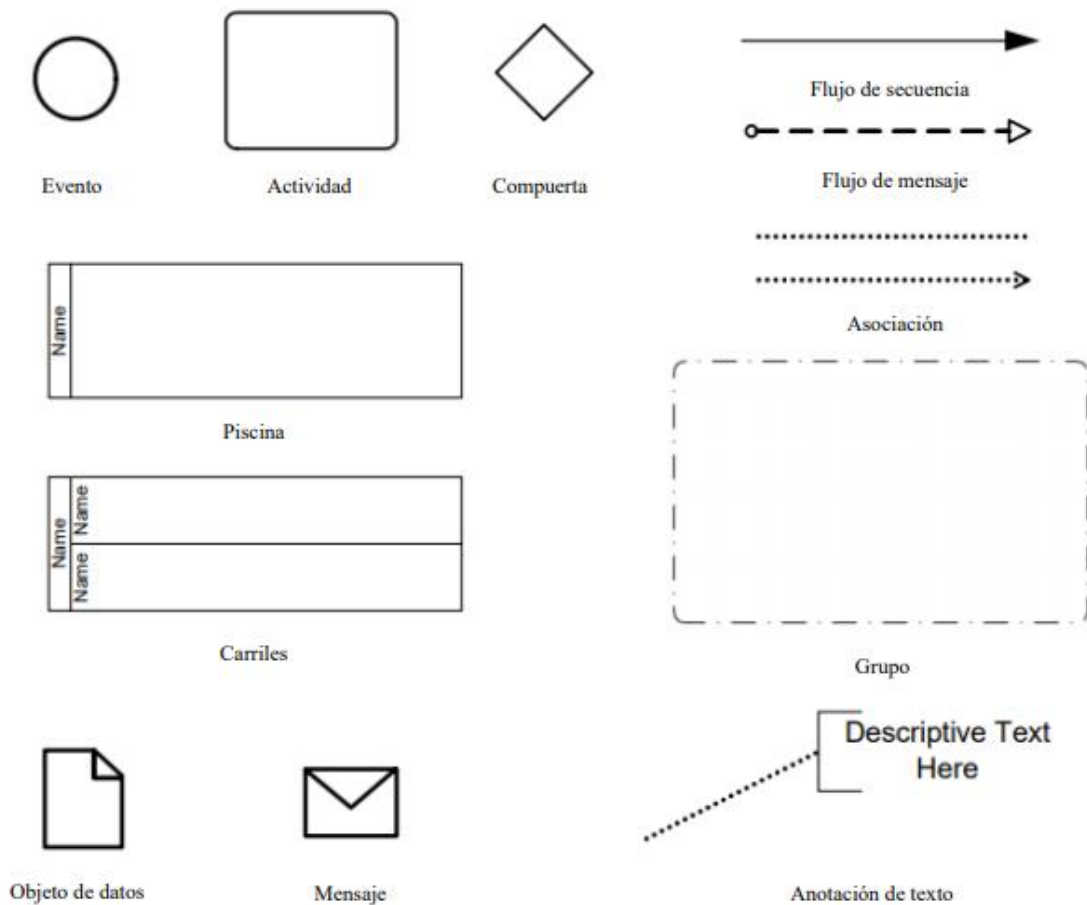 Evento
Actividad
Compuerta
Flujo de secuencia
Flujo de mensaje
Asociación
Name
Piscina
Name
Name
Name
Carriles
Grupo
Descriptive Text
Here
Objeto de datos
Mensaje
Anotación de texto